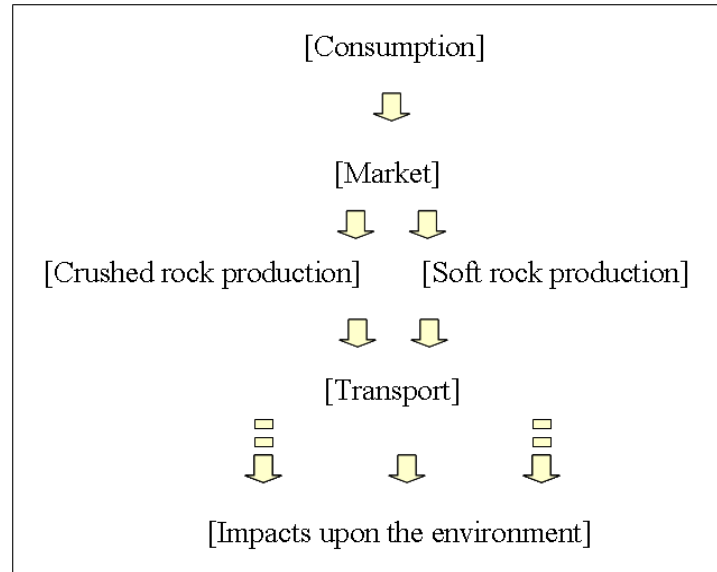 [Consumption]
[Market]
[Crushed rock production] [Soft rock production]
[Transport]
[Impacts upon the environment]